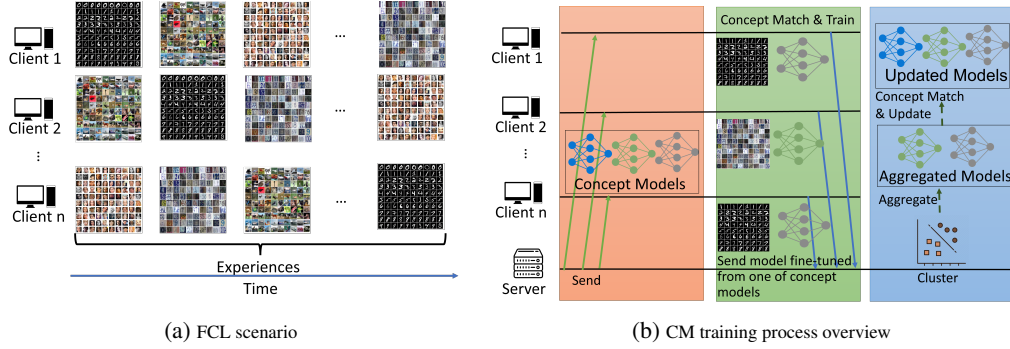 Client 1
Client 2
...
Client n
...
...
...
Experiences
Time
(a) FCL scenario
Client 1
Client 2
...
Client n
Server
Concept Models
Send
Concept Match & Train
Send model fine-tuned
from one of concept
models
Updated Models
Concept Match
& Update
Aggregated Models
Aggregate
Cluster
(b) CM training process overview